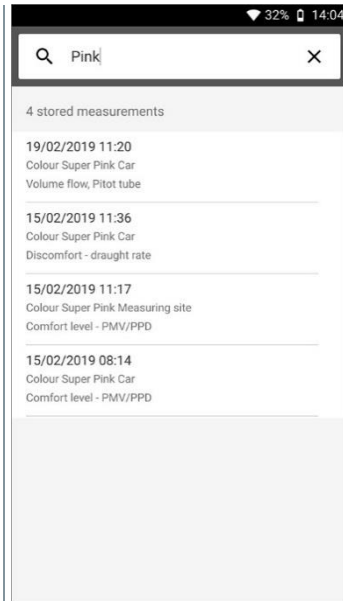 32% 14:04
Pink
4 stored measurements
19/02/2019 11:20
Colour Super Pink Car
Volume flow, Pitot tube
15/02/2019 11:36
Colour Super Pink Car
Discomfort - draught rate
15/02/2019 11:17
Colour Super Pink Measuring site
Comfort level - PMV/PPD
15/02/2019 08:14
Colour Super Pink Car
Comfort level - PMV/PPD